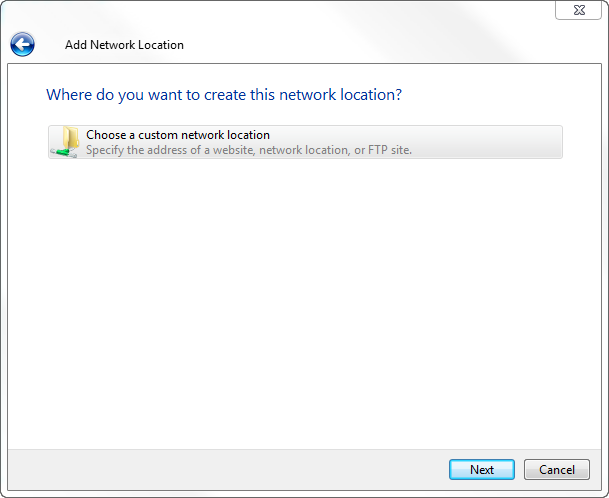 Add Network Location
Where do you want to create this network location?
Choose a custom network location
Specify the address of a website, network location, or FTP site.
Next
Cancel